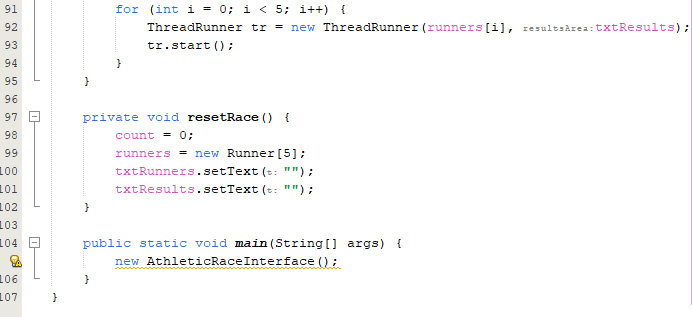 91 for (int i = 0; i < 5; i++) {
92 ThreadRunner tr = new ThreadRunner(runners[i], resultsArea:txtResults);
93 tr.start();
94 }
95 }
96
97 private void resetRace() {
98 count = 0;
99 runners = new Runner[5];
100 txtRunners.setText(t: "");
101 txtResults.setText(t: "");
102 }
103
104 public static void main(String[] args) {
new AthleticRaceInterface();
106 }
107 }